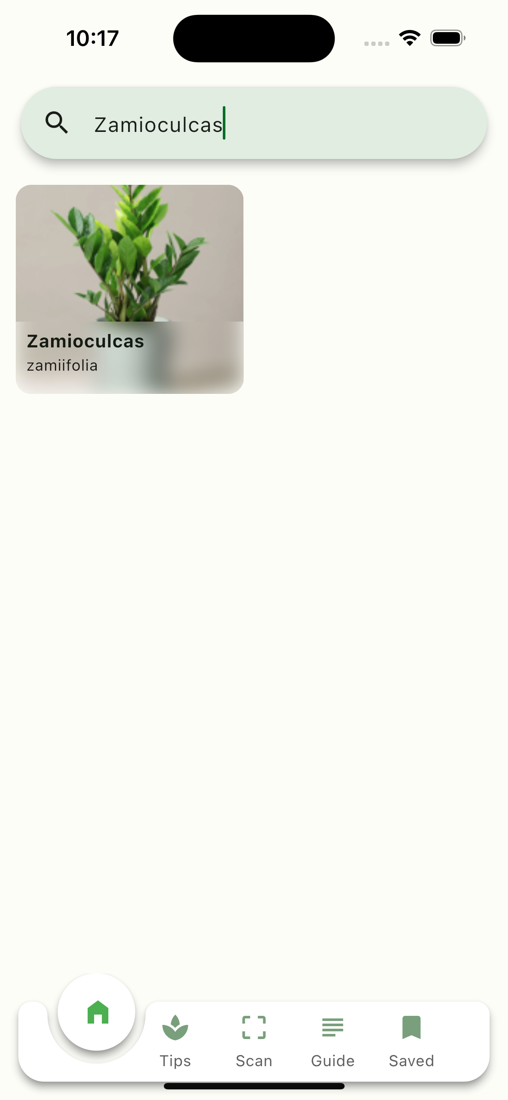 10:17
Zamioculcas
Zamioculcas
zamiifolia
Tips
Scan
Guide
Saved